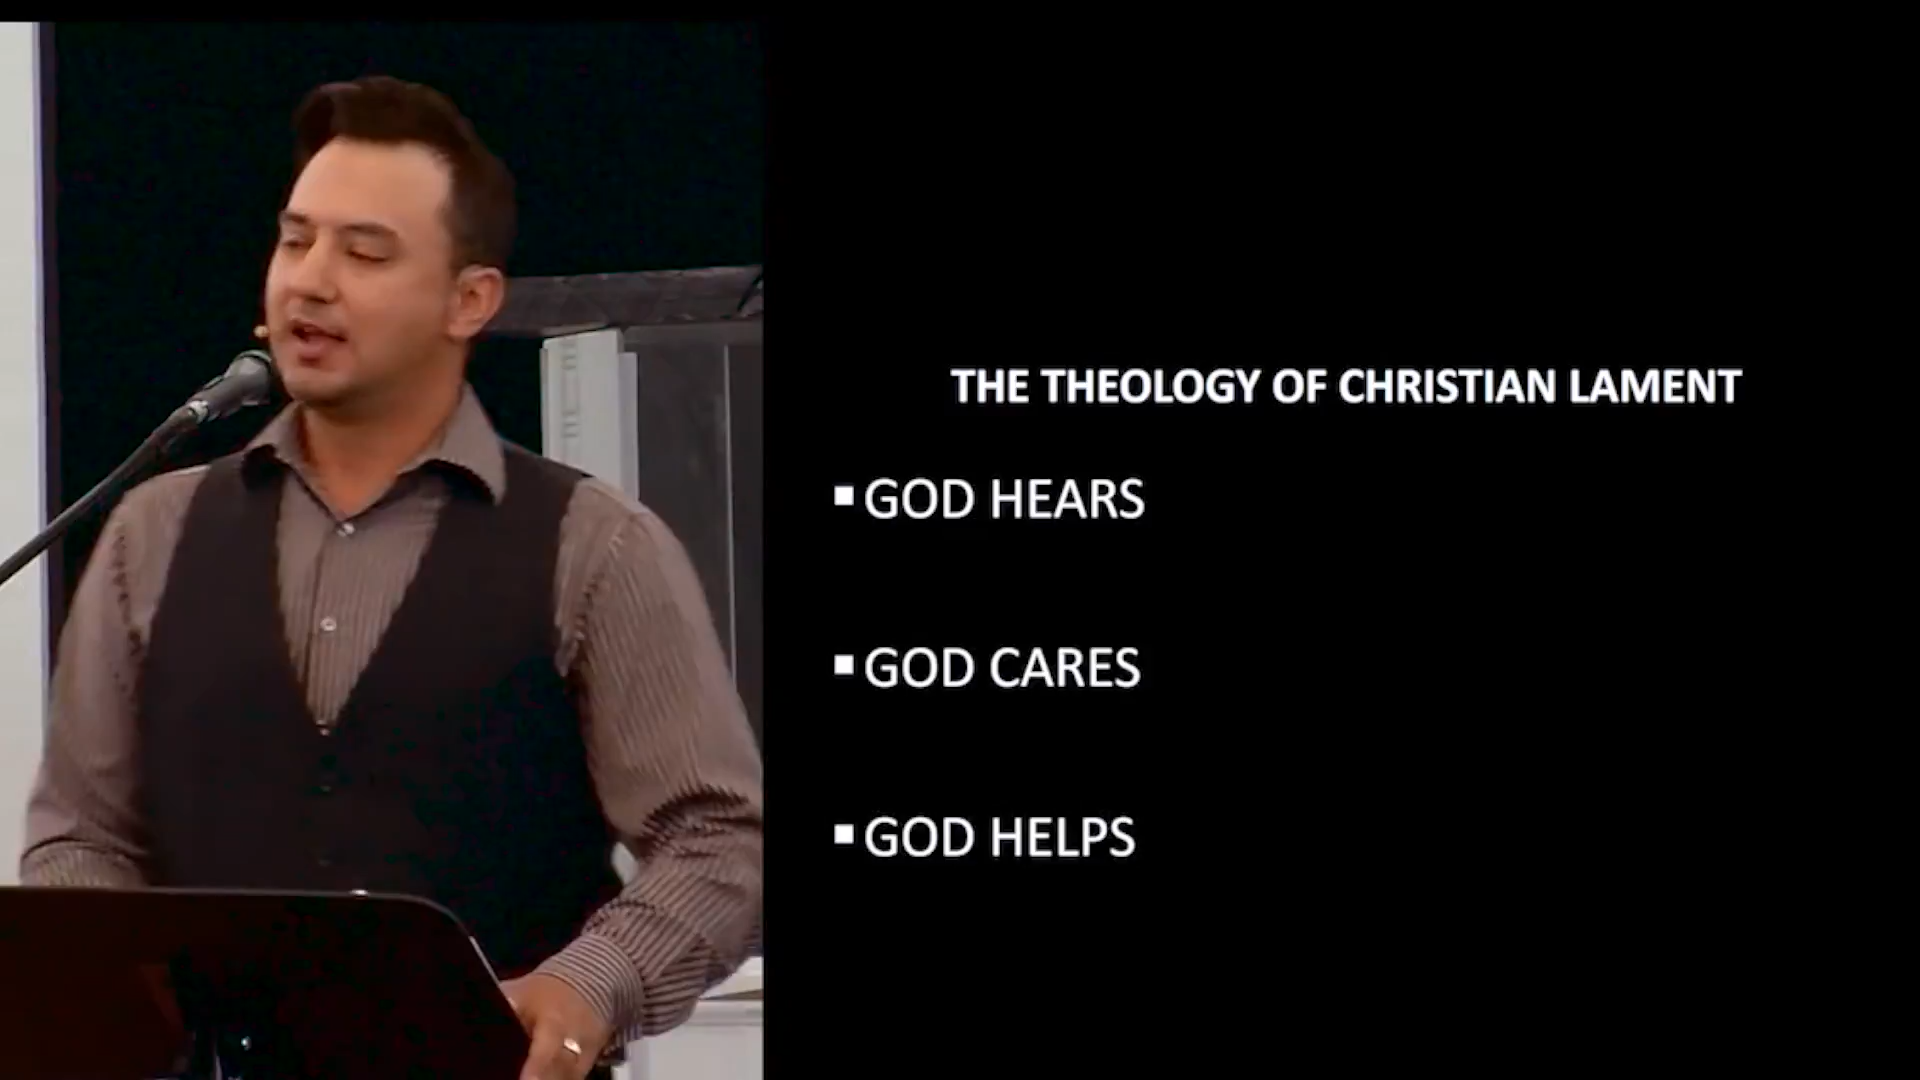 THE THEOLOGY OF CHRISTIAN LAMENT
▪GOD HEARS
▪GOD CARES
▪GOD HELPS